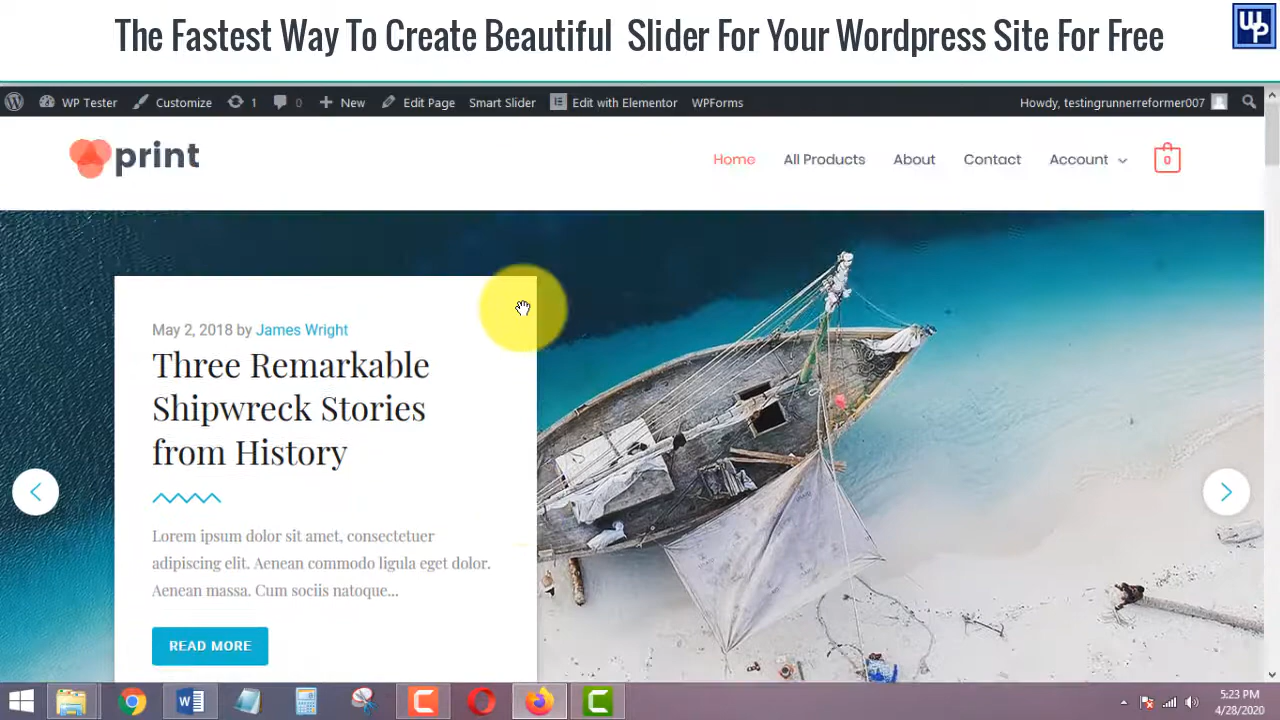 The Fastest Way To Create Beautiful Slider For Your Wordpress Site For Free
WP Tester Customize 1 0 New Edit Page Smart Slider Edit with Elementor WPForms Howdy, testingrunnerreformer007
print
Home All Products About Contact Account 0
May 2, 2018 by James Wright
Three Remarkable
Shipwreck Stories
from History
Lorem ipsum dolor sit amet, consectetuer
adipiscing elit. Aenean commodo ligula eget dolor.
Aenean massa. Cum sociis natoque...
READ MORE
5:23 PM
4/28/2020